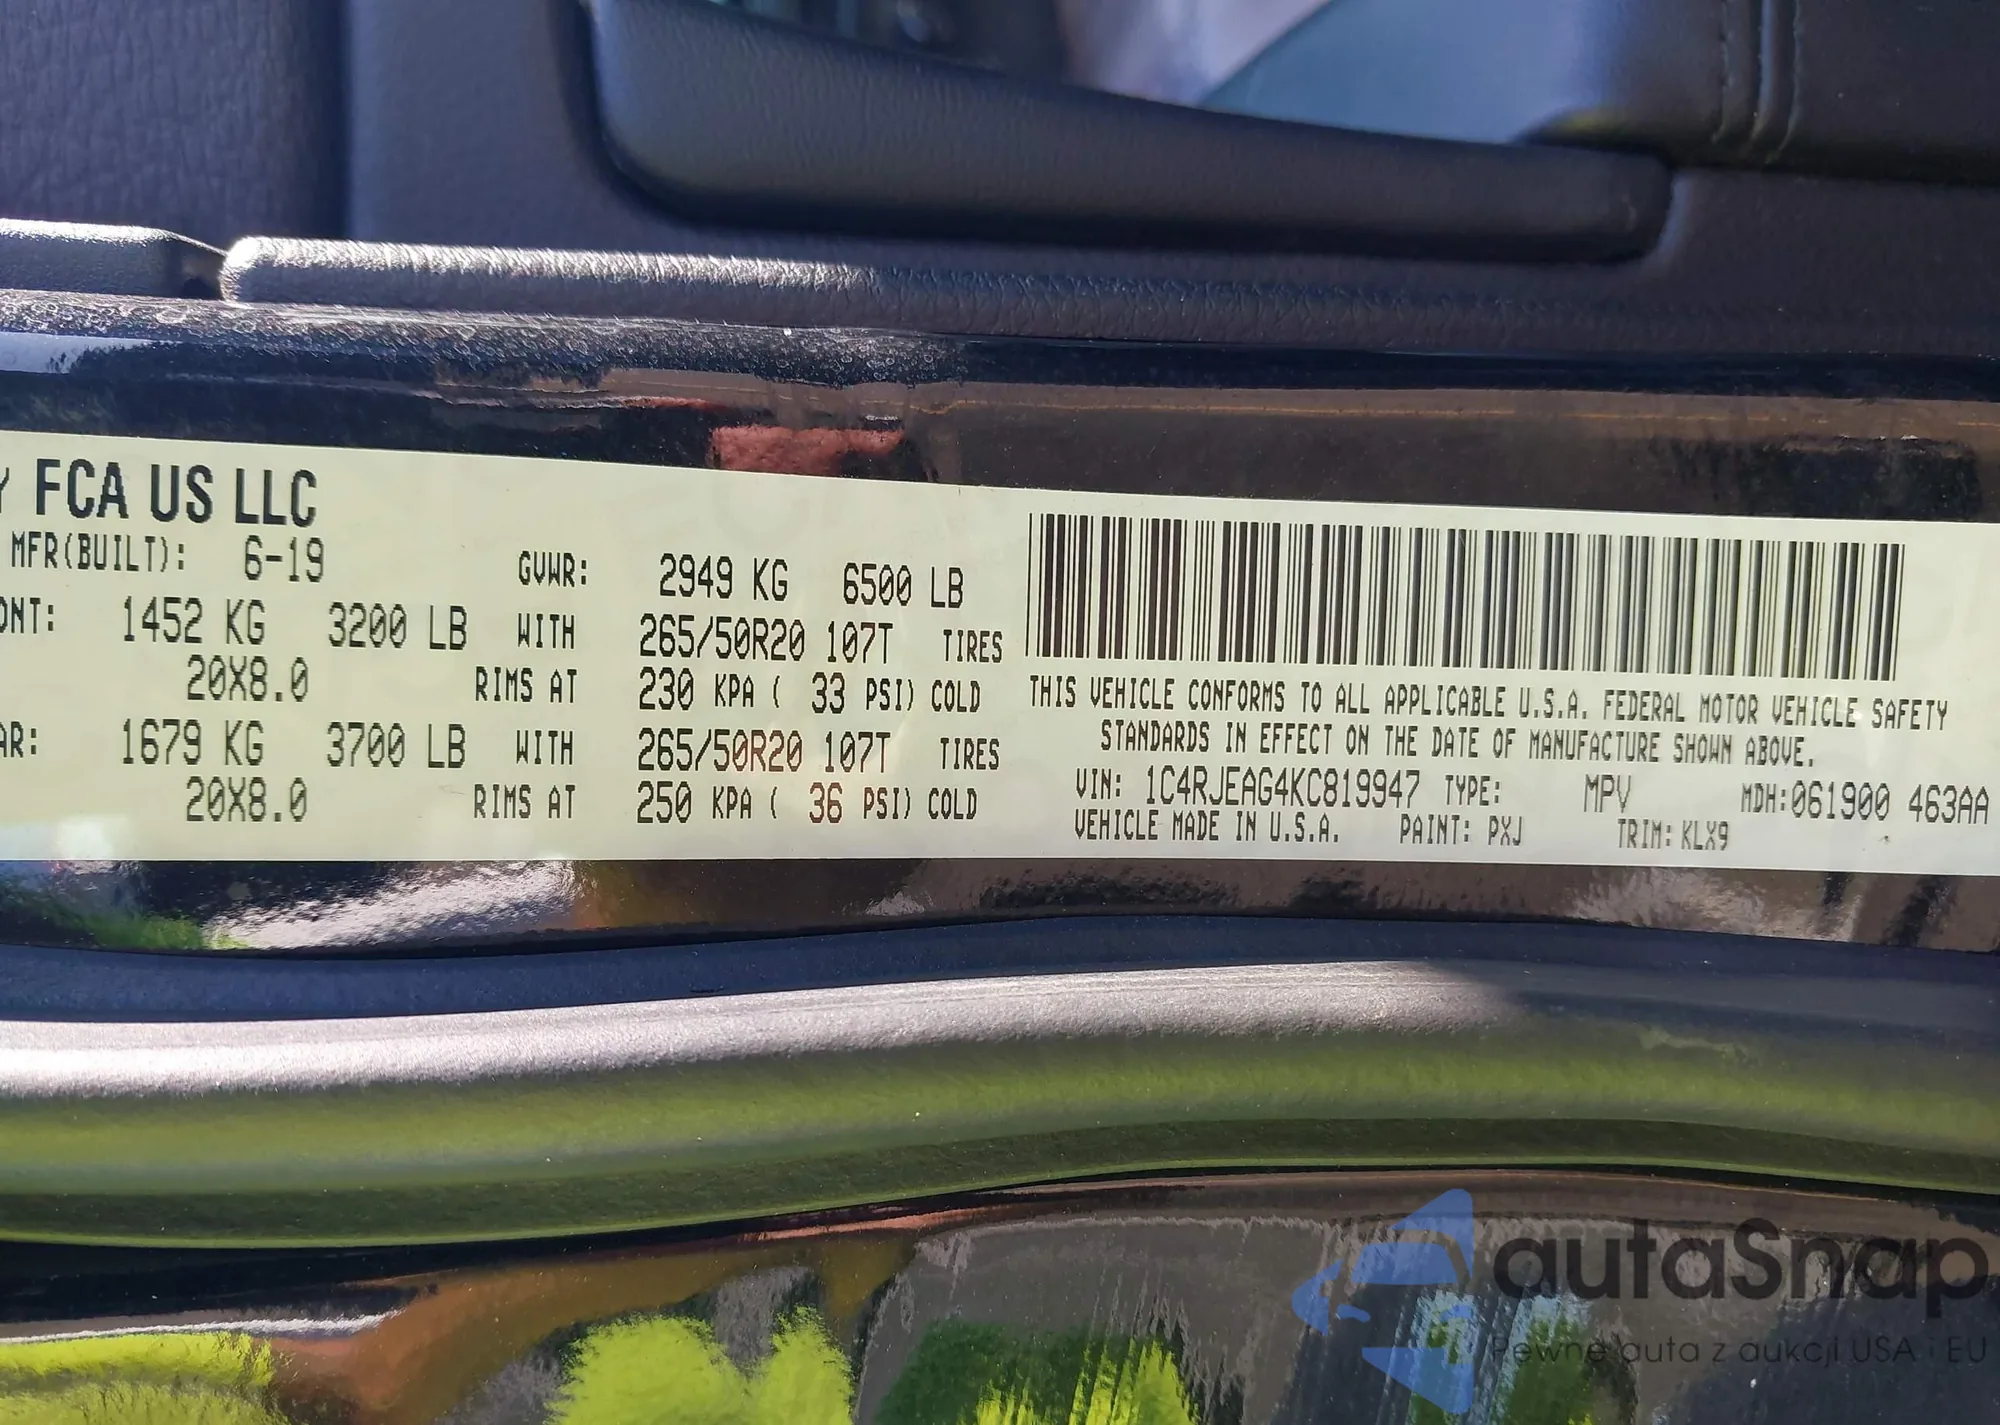 Y FCA US LLC
MFR(BUILT): 6-19
GVWR: 2949 KG 6500 LB
ONT: 1452 KG 3200 LB WITH 265/50R20 107T TIRES
20X8.0 RIMS AT 230 KPA ( 33 PSI) COLD
AR: 1679 KG 3700 LB WITH 265/50R20 107T TIRES
20X8.0 RIMS AT 250 KPA ( 36 PSI) COLD
THIS VEHICLE CONFORMS TO ALL APPLICABLE U.S.A. FEDERAL MOTOR VEHICLE SAFETY
STANDARDS IN EFFECT ON THE DATE OF MANUFACTURE SHOWN ABOVE.
VIN: 1C4RJEAG4KC819947 TYPE: MPV MDH:061900 463AA
VEHICLE MADE IN U.S.A. PAINT: PXJ TRIM: KLX9
autaSnap
Pewne auta z aukcji USA i EU